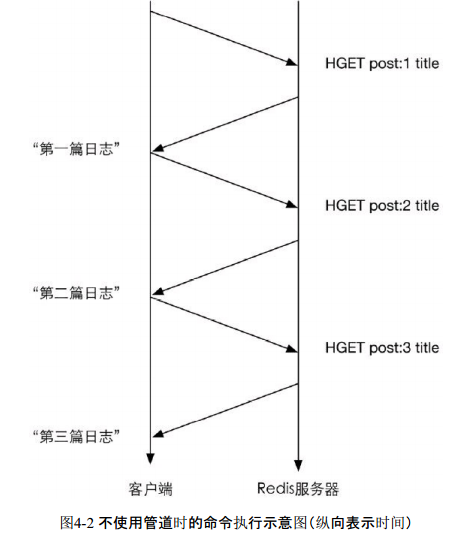 HGET post:1 title
“第一篇日志”
HGET post:2 title
“第二篇日志”
HGET post:3 title
“第三篇日志”
客户端
Redis服务器
图4-2 不使用管道时的命令执行示意图(纵向表示时间)